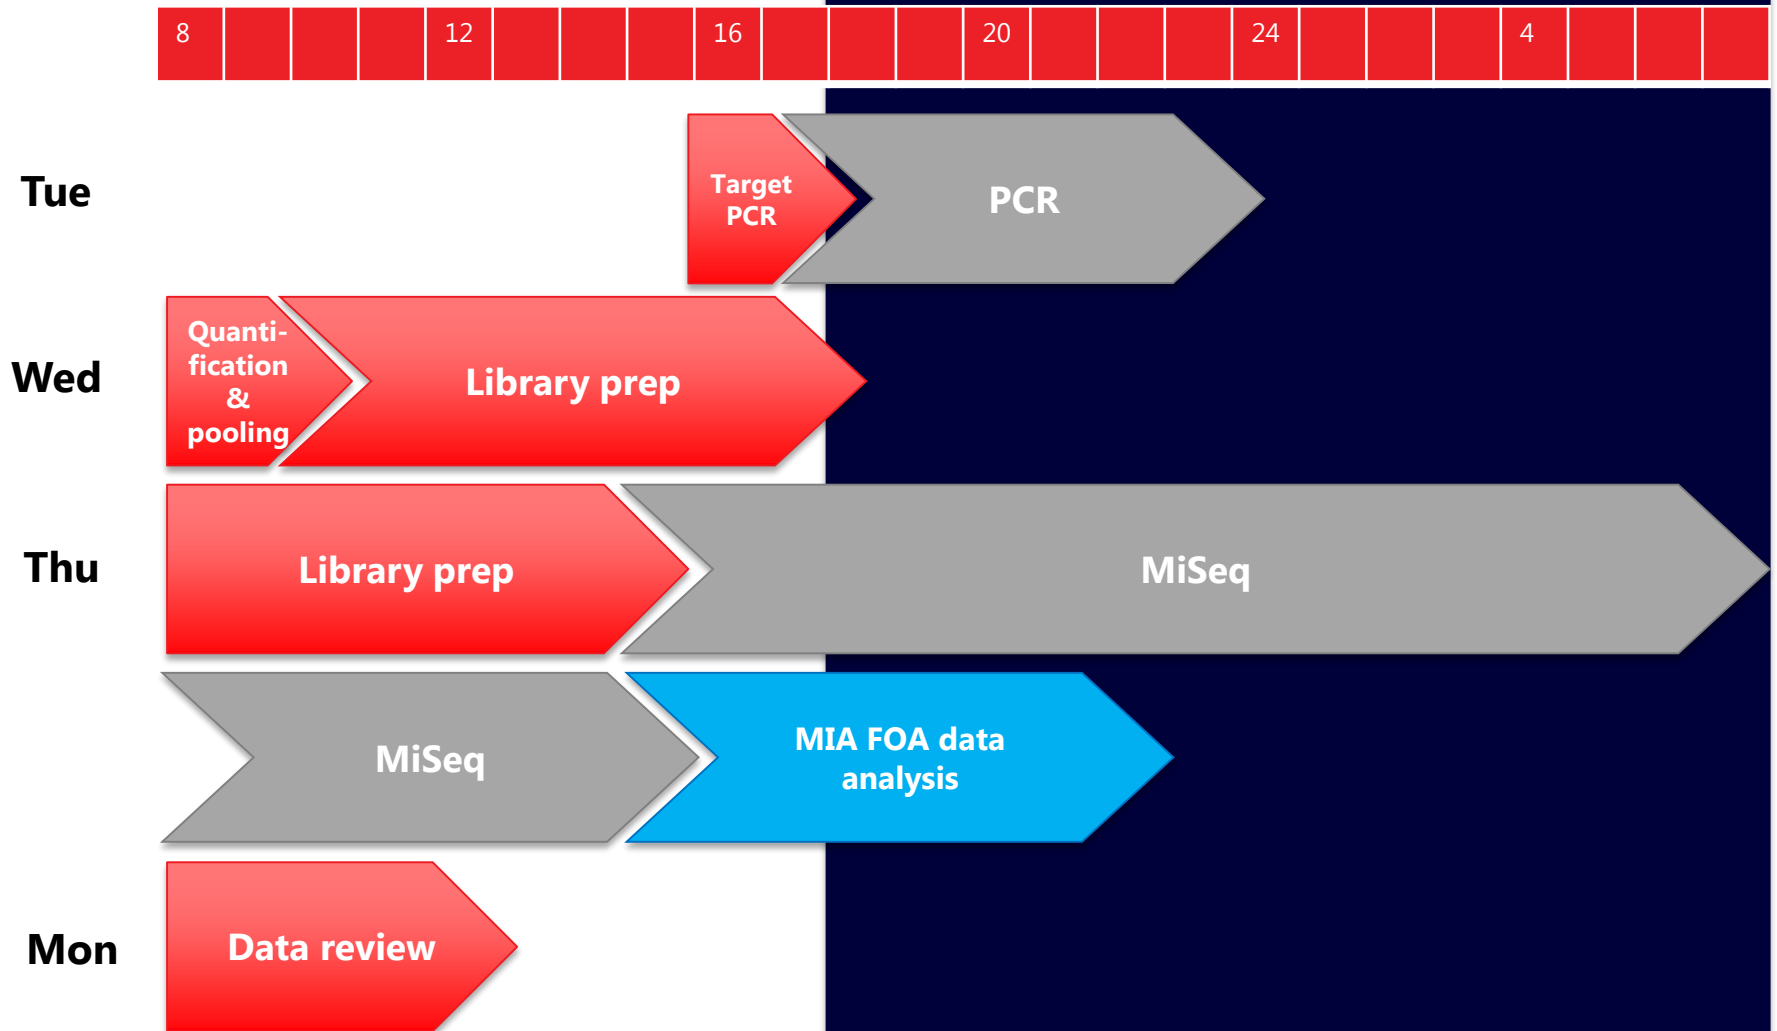 8 12 16 20 24 4
Tue
Target
PCR
PCR
Wed
Quanti-
fication
&
pooling
Library prep
Thu
Library prep
MiSeq
MiSeq
MIA FOA data
analysis
Mon
Data review